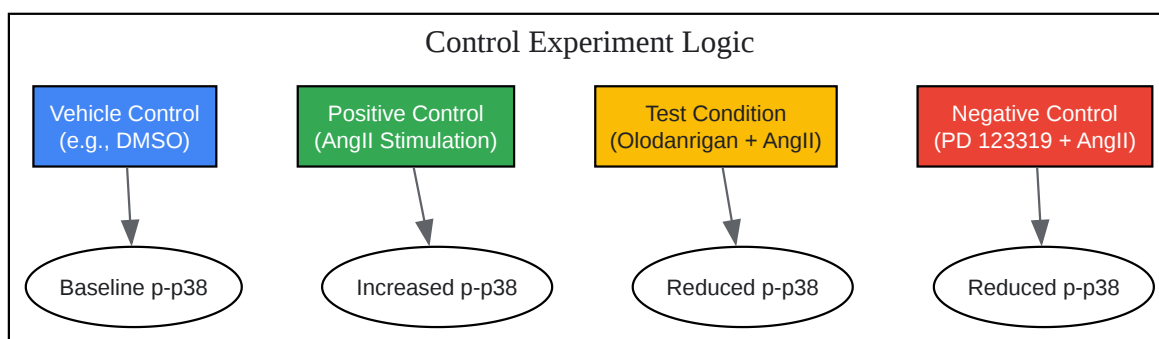 Control Experiment Logic
Vehicle Control
(e.g., DMSO)
Positive Control
(AngII Stimulation)
Test Condition
(Olodanrigan + AngII)
Negative Control
(PD 123319 + AngII)
Baseline p-p38
Increased p-p38
Reduced p-p38
Reduced p-p38